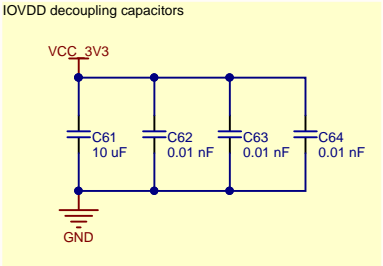 IOVDD decoupling capacitors
VCC_3V3
C61 C62 C63 C64
10 uF 0.01 nF 0.01 nF 0.01 nF
GND